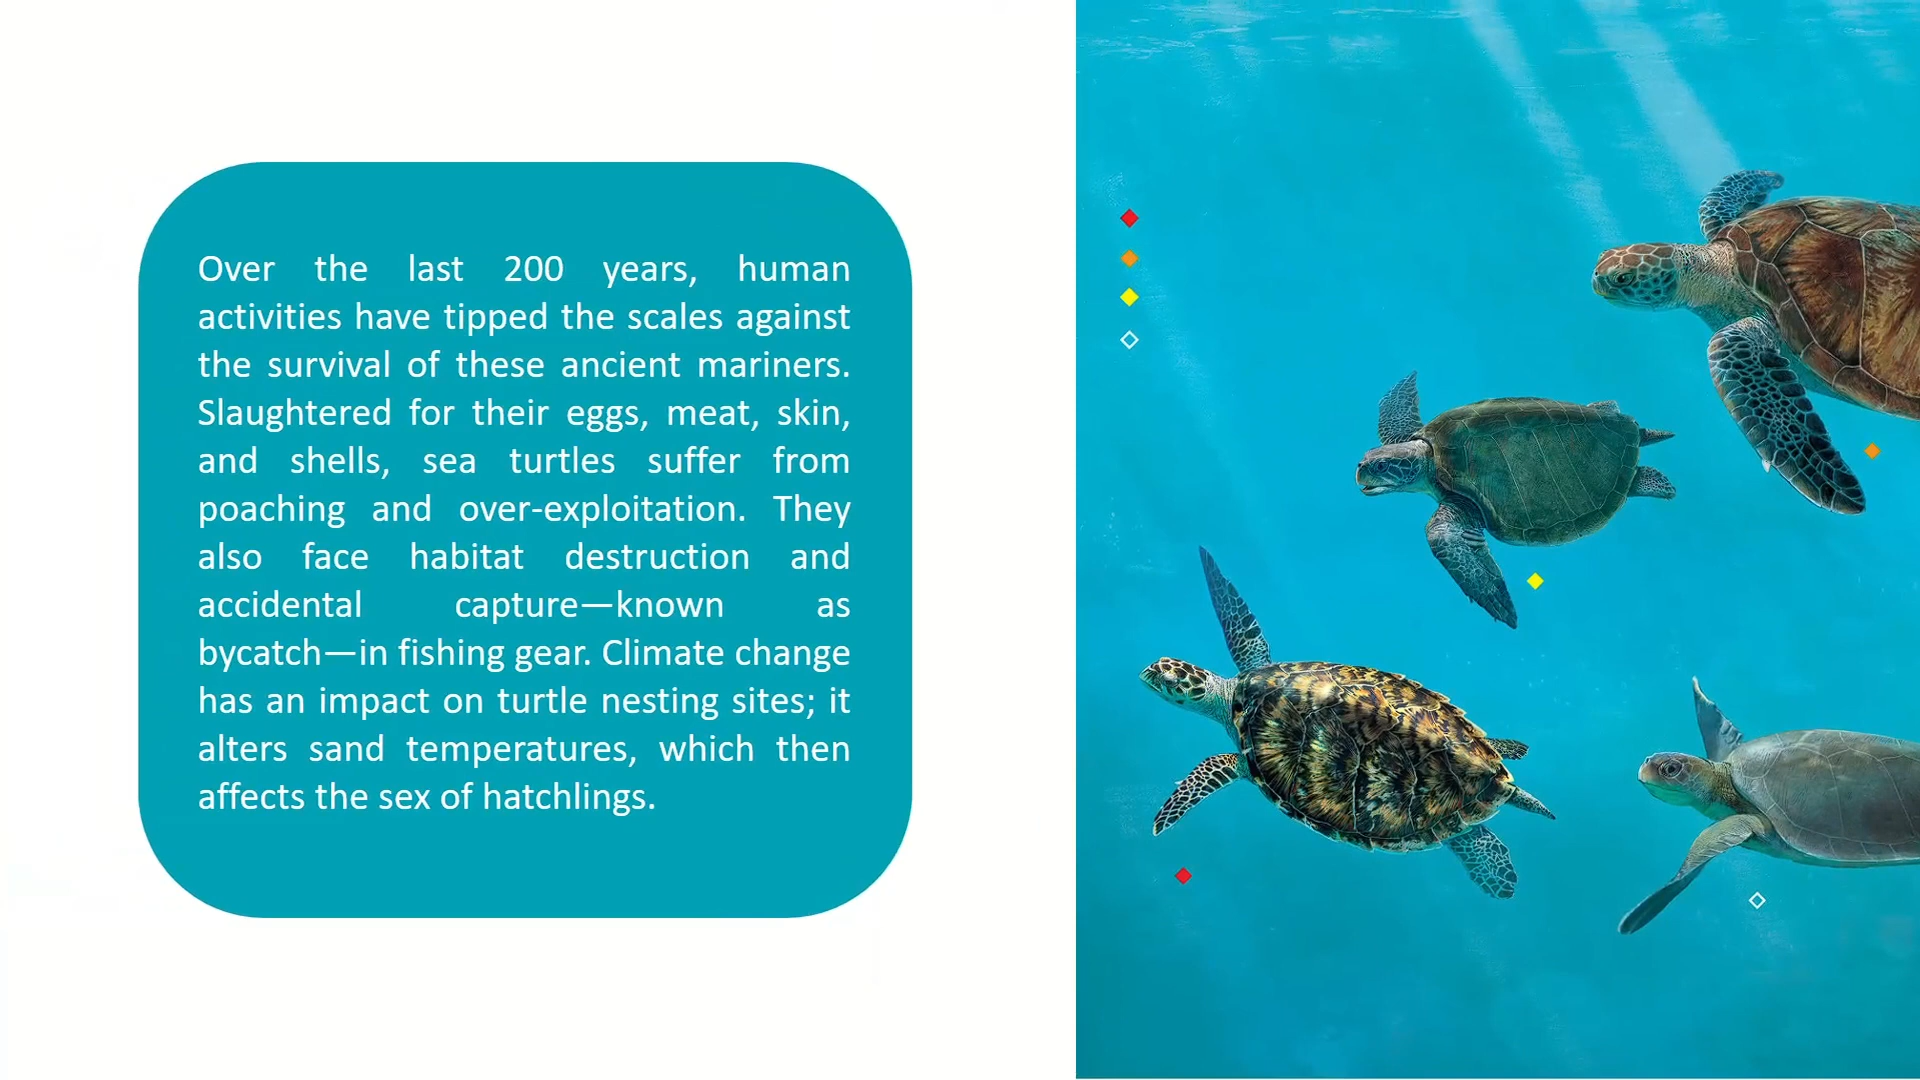 Over the last 200 years, human
activities have tipped the scales against
the survival of these ancient mariners.
Slaughtered for their eggs, meat, skin,
and shells, sea turtles suffer from
poaching and over-exploitation. They
also face habitat destruction and
accidental capture—known as
bycatch—in fishing gear. Climate change
has an impact on turtle nesting sites; it
alters sand temperatures, which then
affects the sex of hatchlings.